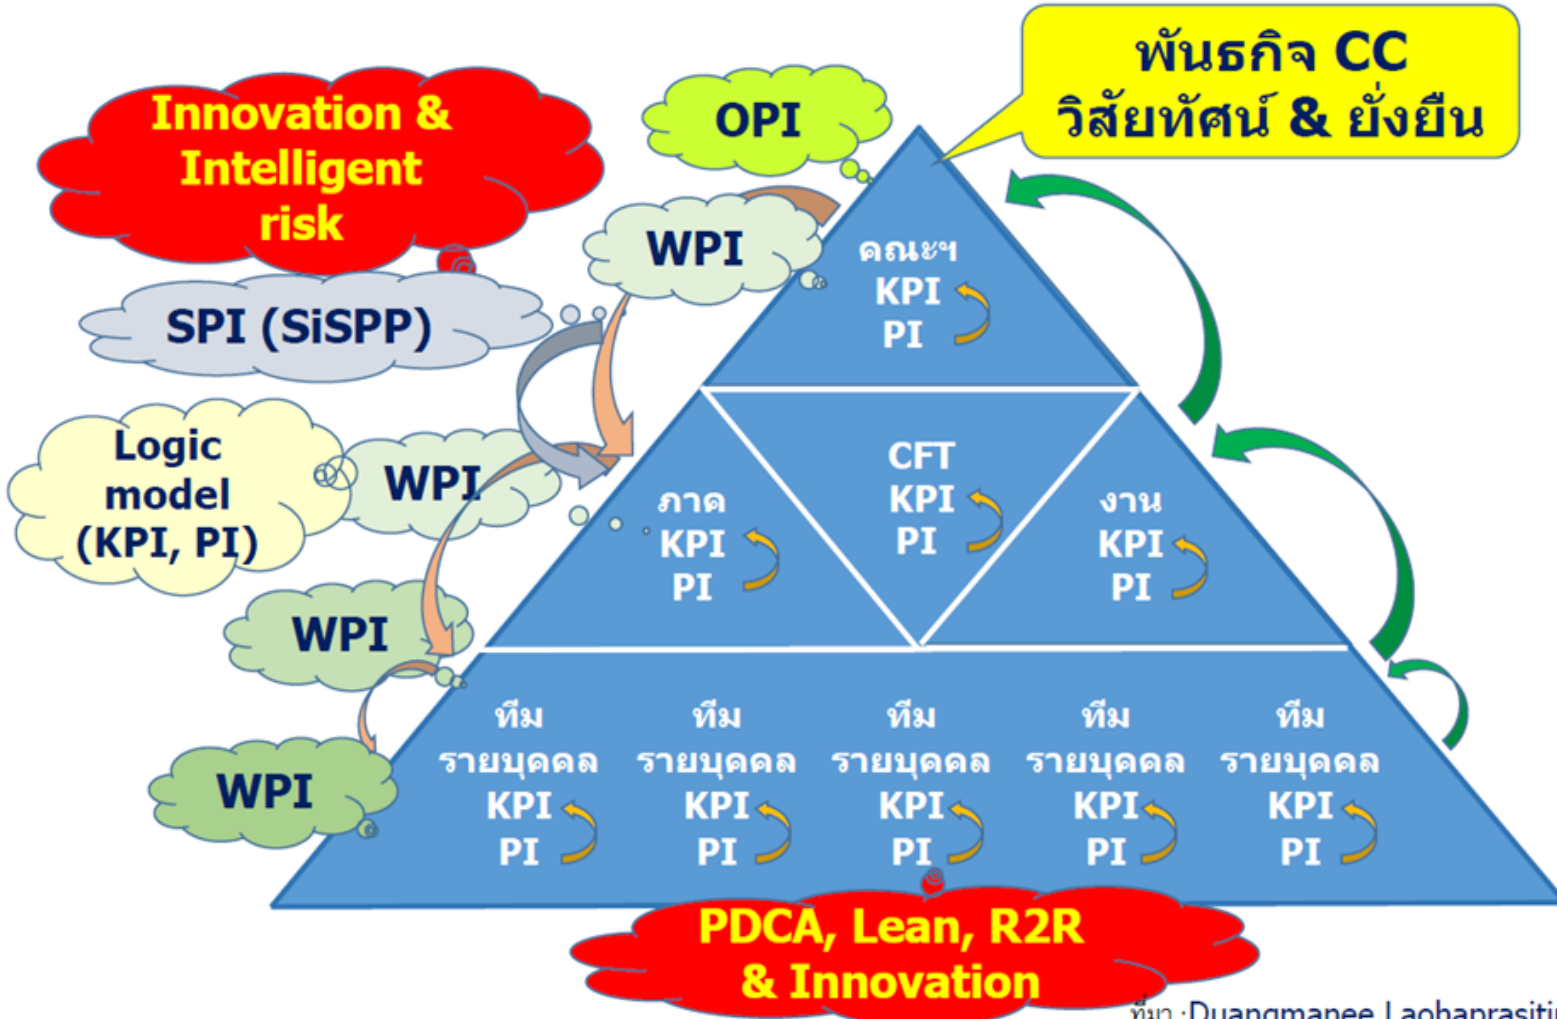 พันธกิจ CC
วิสัยทัศน์ & ยั่งยืน
OPI
Innovation &
Intelligent
risk
WPI
SPI (SiSPP)
คณะฯ
KPI
PI
Logic
model
(KPI, PI)
WPI
ภาค
KPI
PI
CFT
KPI
PI
งาน
KPI
PI
WPI
WPI
ทีม
รายบุคคล
KPI
PI
ทีม
รายบุคคล
KPI
PI
ทีม
รายบุคคล
KPI
PI
ทีม
รายบุคคล
KPI
PI
ทีม
รายบุคคล
KPI
PI
PDCA, Lean, R2R
& Innovation
ที่มา :Duangmanee